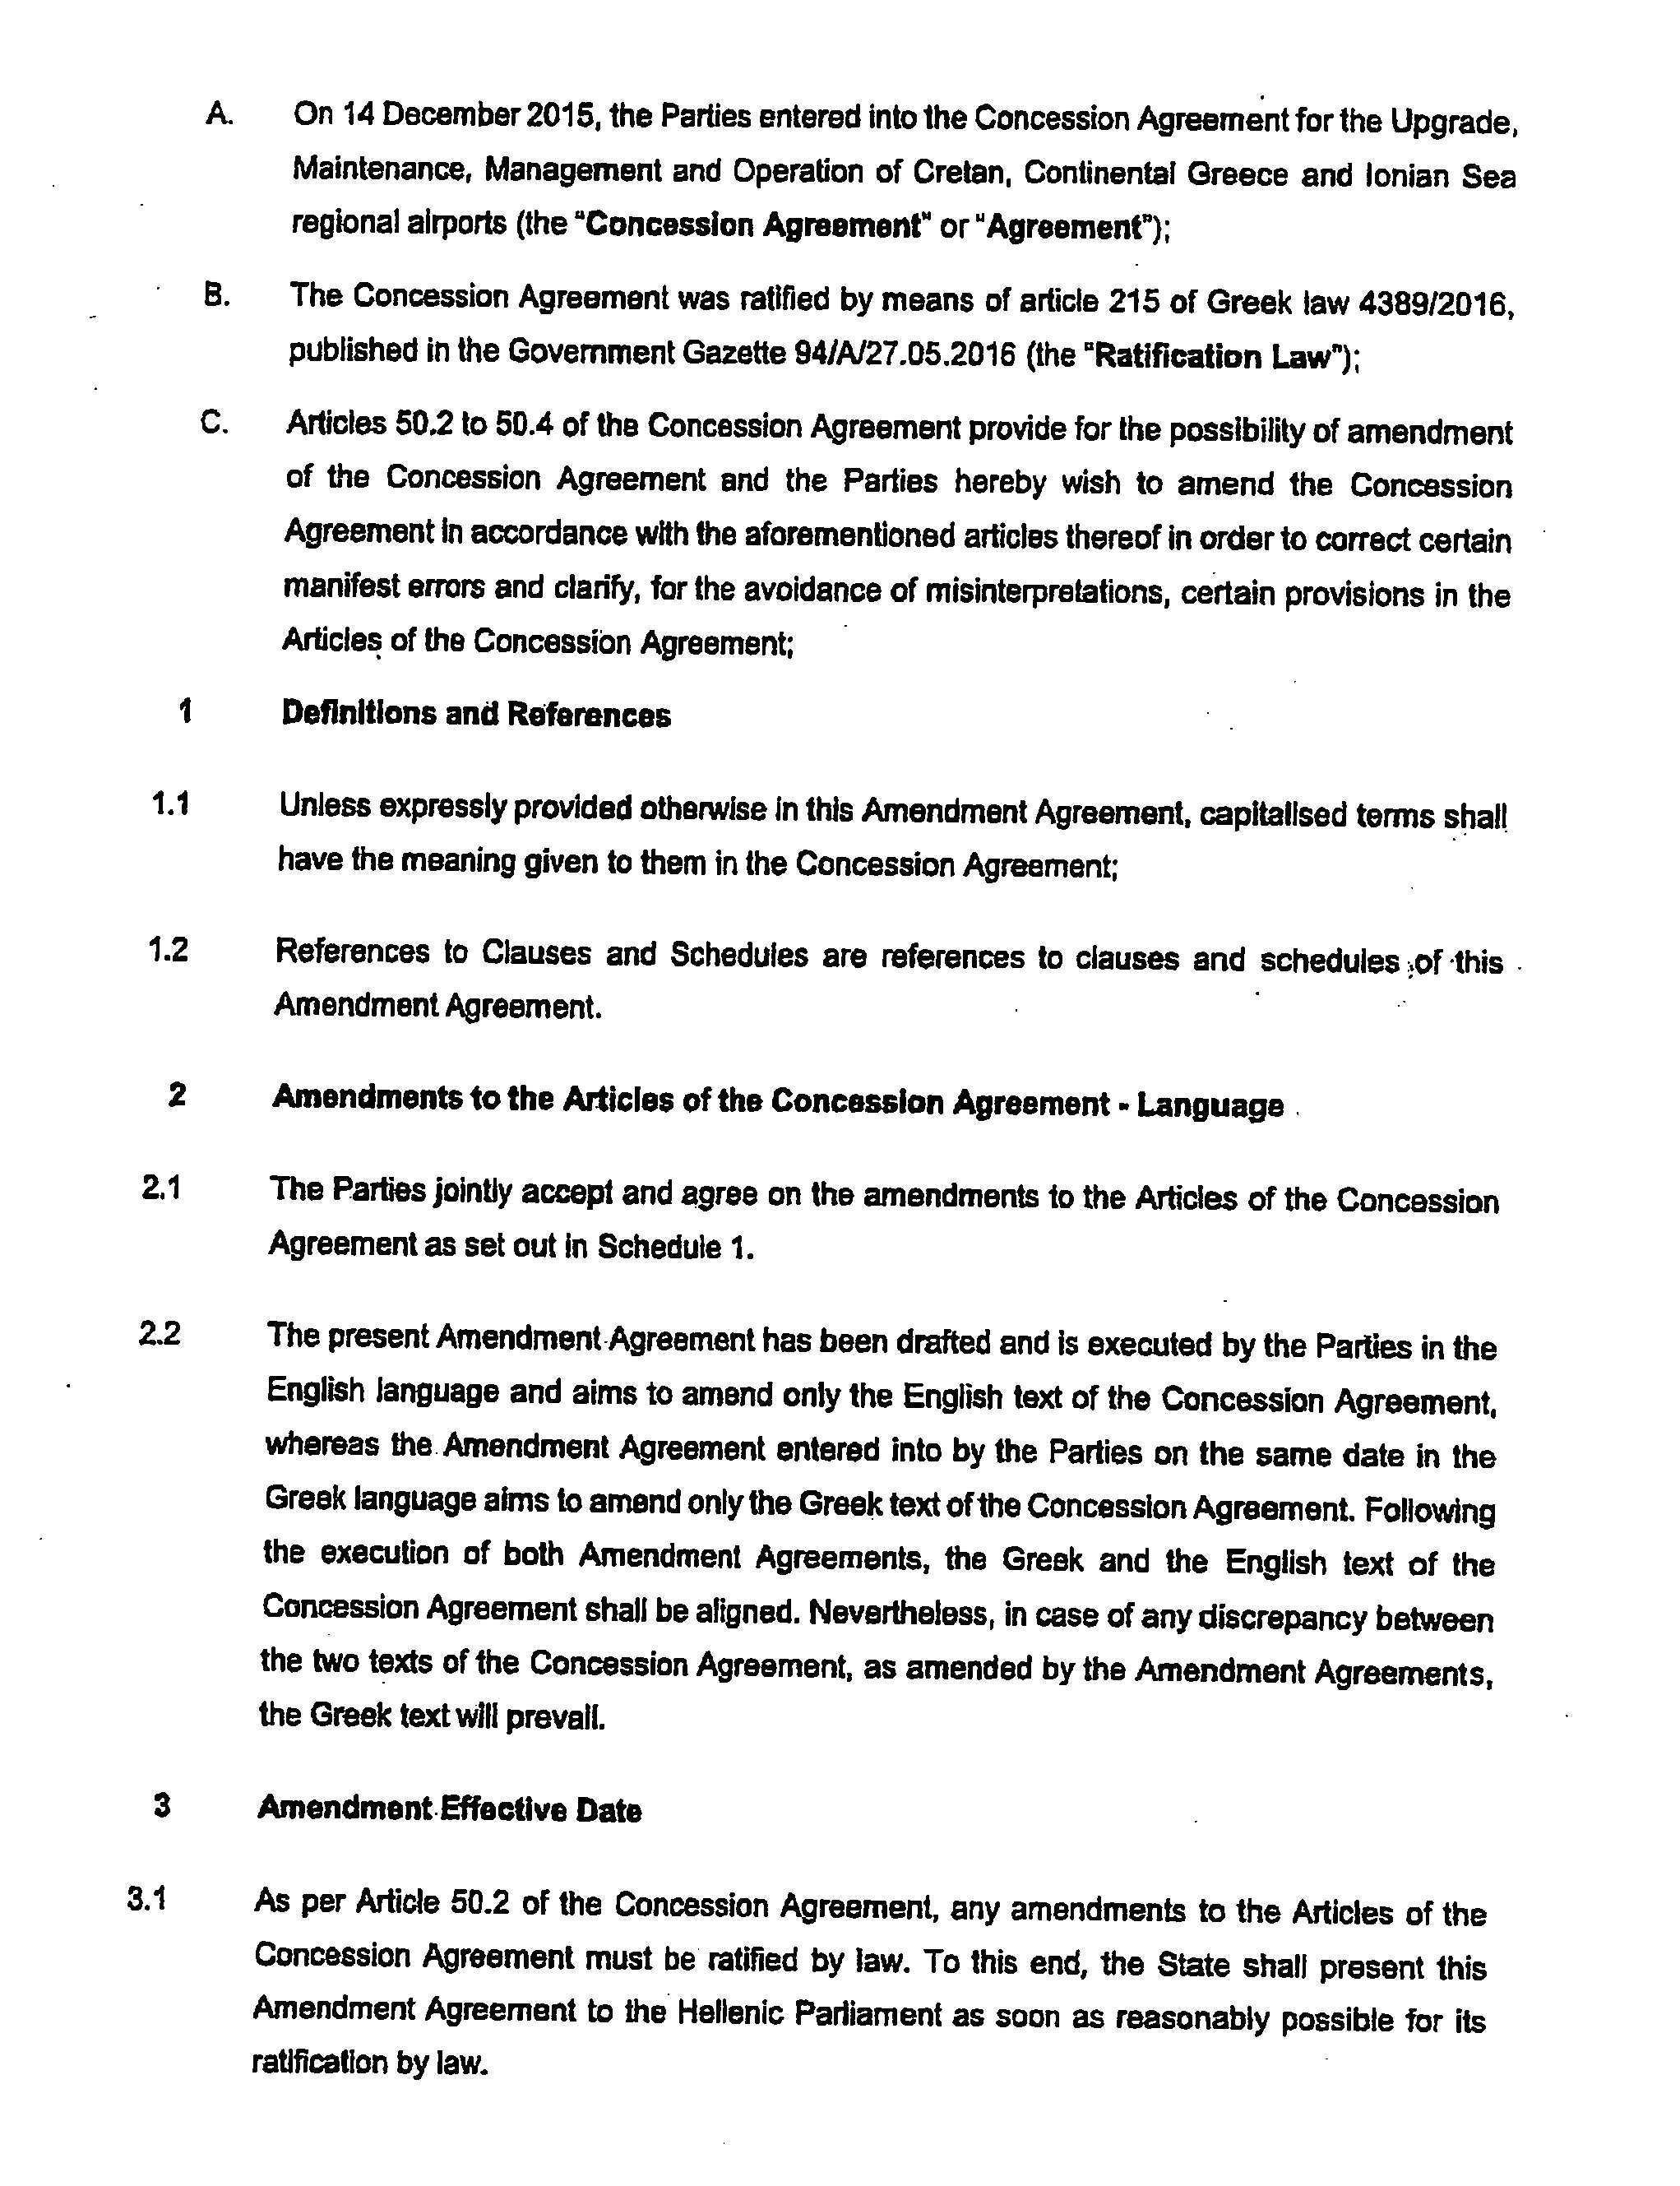 A. On 14 December 2015, the Parties entered into the Concession Agreement for the Upgrade,
Maintenance, Management and Operation of Cretan, Continental Greece and Ionian Sea
regional airports (the "Concession Agreement" or "Agreement");
B. The Concession Agreement was ratified by means of article 215 of Greek law 4389/2016,
published in the Government Gazette 94/A/27.05.2016 (the "Ratification Law");
C. Articles 50.2 to 50.4 of the Concession Agreement provide for the possibility of amendment
of the Concession Agreement and the Parties hereby wish to amend the Concession
Agreement in accordance with the aforementioned articles thereof in order to correct certain
manifest errors and clarify, for the avoidance of misinterpretations, certain provisions in the
Articles of the Concession Agreement;
1 Definitions and References
1.1 Unless expressly provided otherwise in this Amendment Agreement, capitalised terms shall
have the meaning given to them in the Concession Agreement;
1.2 References to Clauses and Schedules are references to clauses and schedules of this
Amendment Agreement.
2 Amendments to the Articles of the Concession Agreement - Language
2.1 The Parties jointly accept and agree on the amendments to the Articles of the Concession
Agreement as set out in Schedule 1.
2.2 The present Amendment Agreement has been drafted and is executed by the Parties in the
English language and aims to amend only the English text of the Concession Agreement,
whereas the Amendment Agreement entered into by the Parties on the same date in the
Greek language aims to amend only the Greek text of the Concession Agreement. Following
the execution of both Amendment Agreements, the Greek and the English text of the
Concession Agreement shall be aligned. Nevertheless, in case of any discrepancy between
the two texts of the Concession Agreement, as amended by the Amendment Agreements,
the Greek text will prevail.
3 Amendment Effective Date
3.1 As per Article 50.2 of the Concession Agreement, any amendments to the Articles of the
Concession Agreement must be ratified by law. To this end, the State shall present this
Amendment Agreement to the Hellenic Parliament as soon as reasonably possible for its
ratification by law.